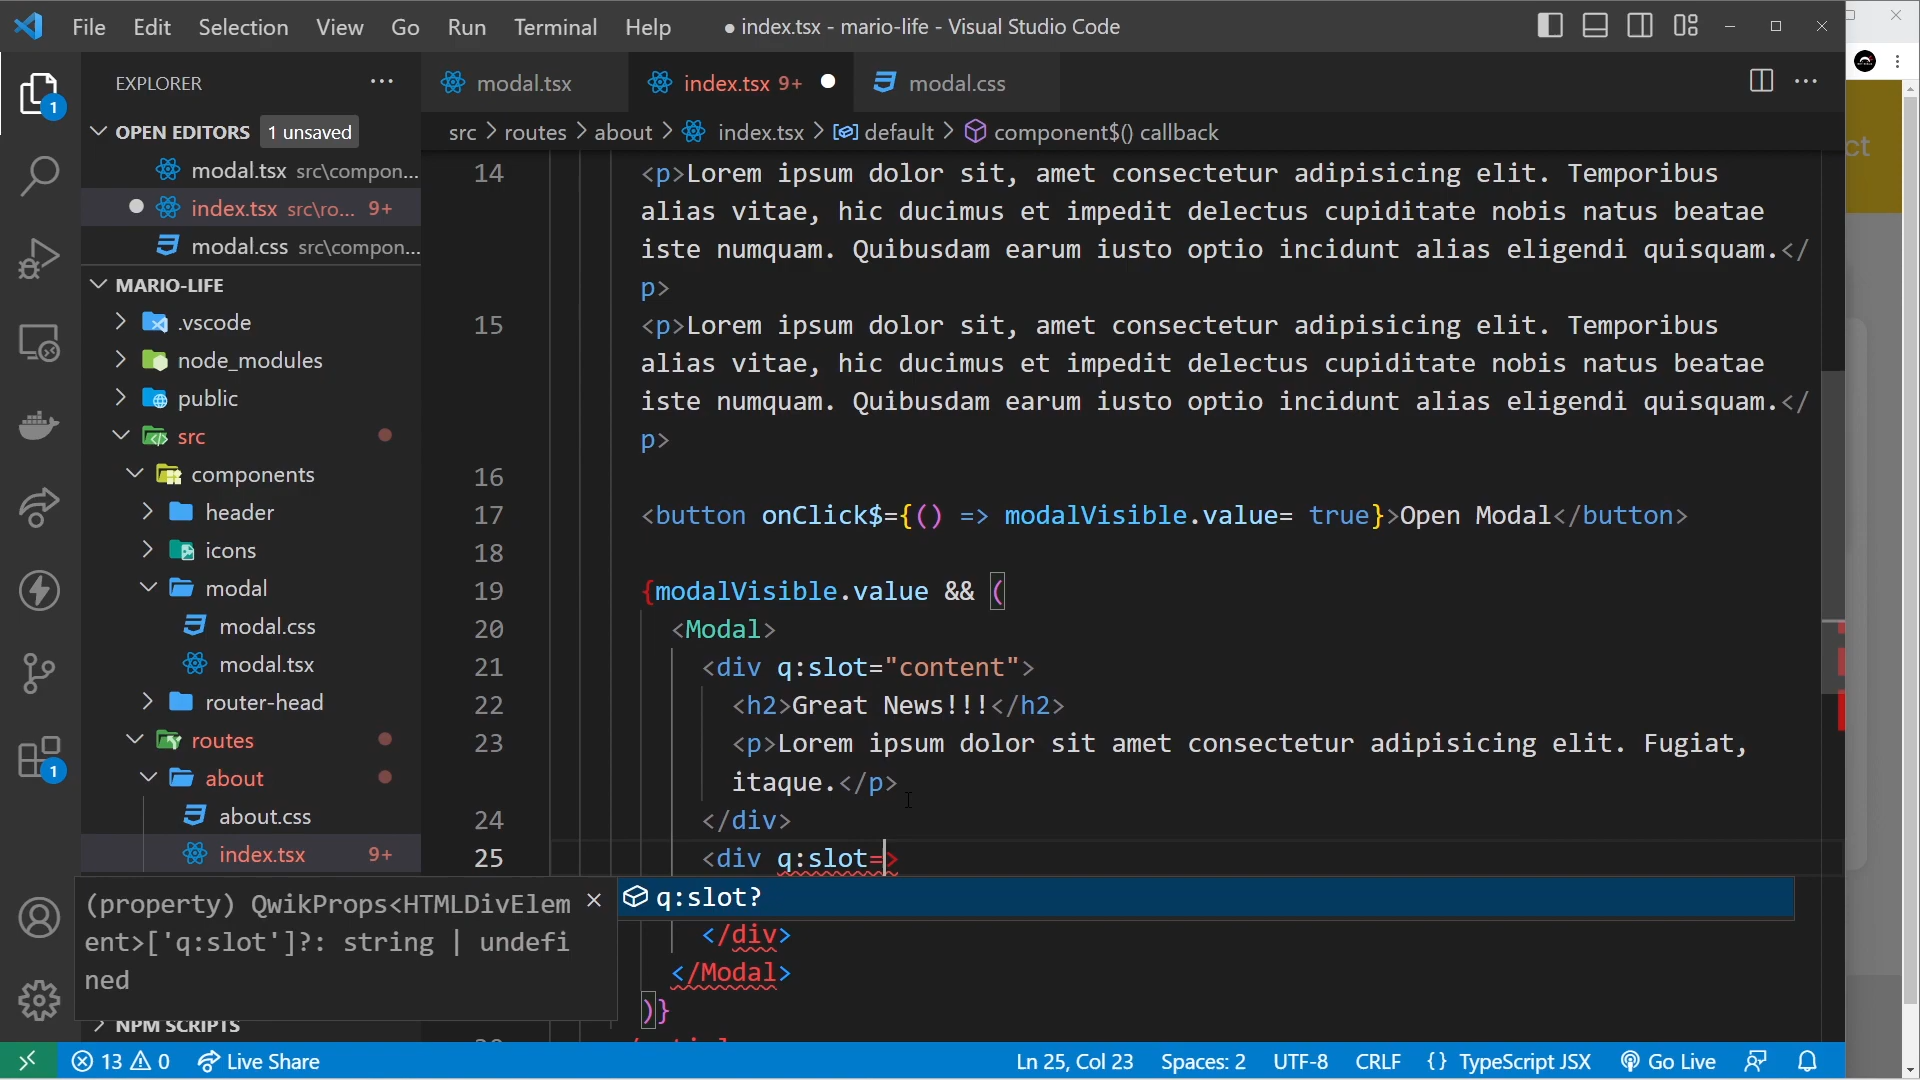 File Edit Selection View Go Run Terminal Help ● index.tsx - mario-life - Visual Studio Code
EXPLORER
modal.tsx index.tsx 9+ modal.css
OPEN EDITORS 1 unsaved
src > routes > about > index.tsx > default > component$() callback
modal.tsx src\compon...
index.tsx src\ro... 9+
modal.css src\compon...
MARIO-LIFE
.vscode
node_modules
public
src
components
header
icons
modal
modal.css
modal.tsx
router-head
routes
about
about.css
index.tsx 9+
NPM SCRIPTS
14 <p>Lorem ipsum dolor sit, amet consectetur adipisicing elit. Temporibus
alias vitae, hic ducimus et impedit delectus cupiditate nobis natus beatae
iste numquam. Quibusdam earum iusto optio incidunt alias eligendi quisquam.</
p>
15 <p>Lorem ipsum dolor sit, amet consectetur adipisicing elit. Temporibus
alias vitae, hic ducimus et impedit delectus cupiditate nobis natus beatae
iste numquam. Quibusdam earum iusto optio incidunt alias eligendi quisquam.</
p>
16
17 <button onClick$={() => modalVisible.value= true}>Open Modal</button>
18
19 {modalVisible.value && (
20 <Modal>
21 <div q:slot="content">
22 <h2>Great News!!!</h2>
23 <p>Lorem ipsum dolor sit amet consectetur adipisicing elit. Fugiat,
itaque.</p>
24 </div>
25 <div q:slot=>
q:slot?
(property) QwikProps<HTMLDivElem
ent>['q:slot']?: string | undefi
ned
</div>
</Modal>
)}
13 0 Live Share Ln 25, Col 23 Spaces: 2 UTF-8 CRLF {} TypeScript JSX Go Live
1
1
ct